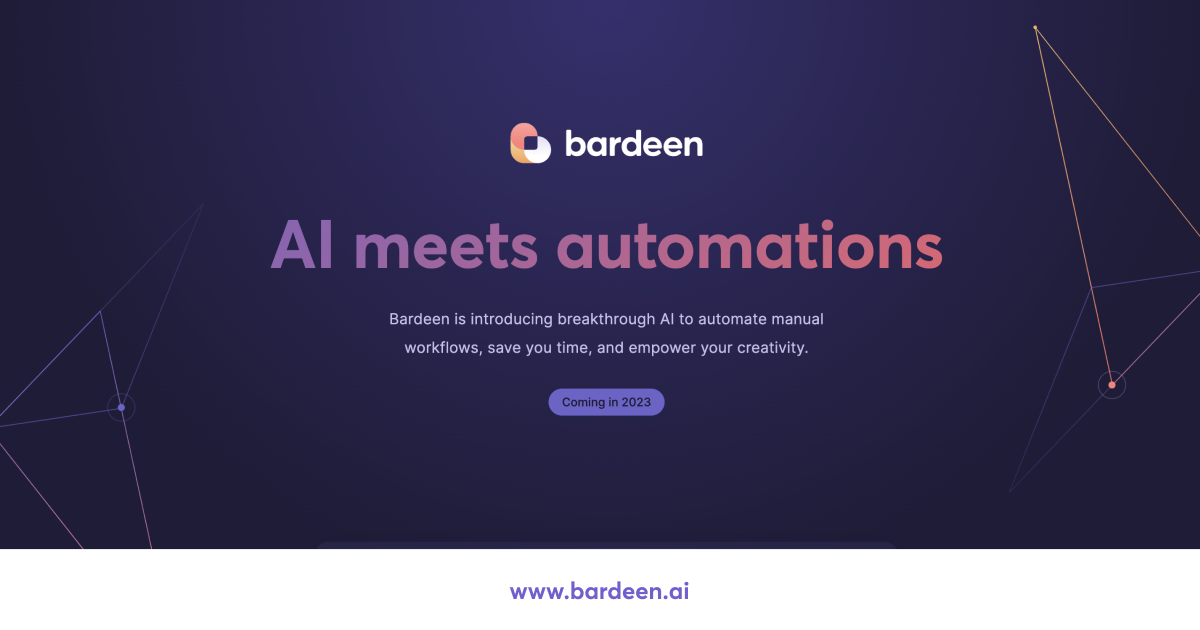 bardeen
AI meets automations
Bardeen is introducing breakthrough AI to automate manual
workflows, save you time, and empower your creativity.
Coming in 2023
www.bardeen.ai